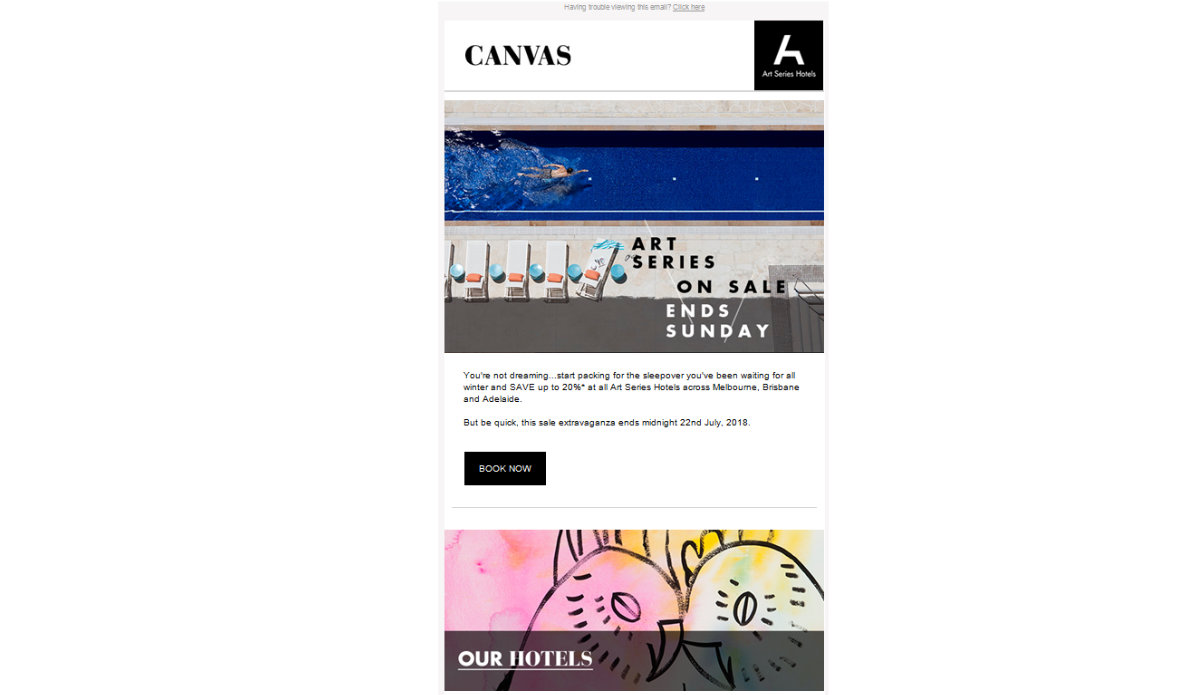 Having trouble viewing this email? Click here
CANVAS
Art Series Hotels
ART
SERIES
ON SALE
ENDS
SUNDAY
You're not dreaming...start packing for the sleepover you've been waiting for all
winter and SAVE up to 20%* at all Art Series Hotels across Melbourne, Brisbane
and Adelaide.
But be quick, this sale extravaganza ends midnight 22nd July, 2018.
BOOK NOW
OUR HOTELS